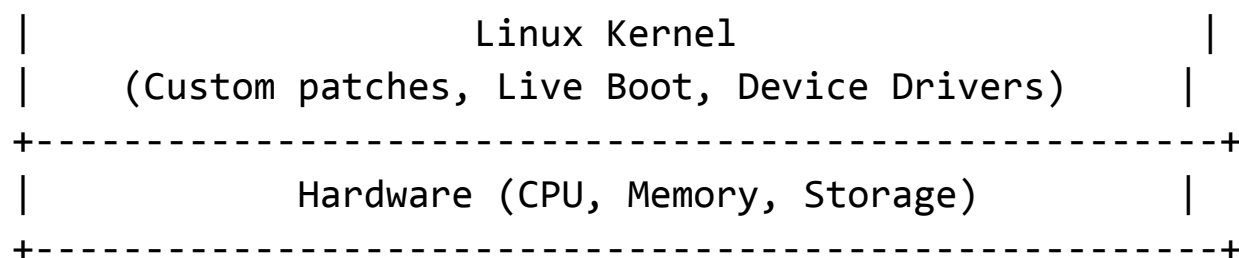 |                     Linux Kernel                      |
|    (Custom patches, Live Boot, Device Drivers)     |
+------------------------------------------------------+
|            Hardware (CPU, Memory, Storage)        |
+------------------------------------------------------+